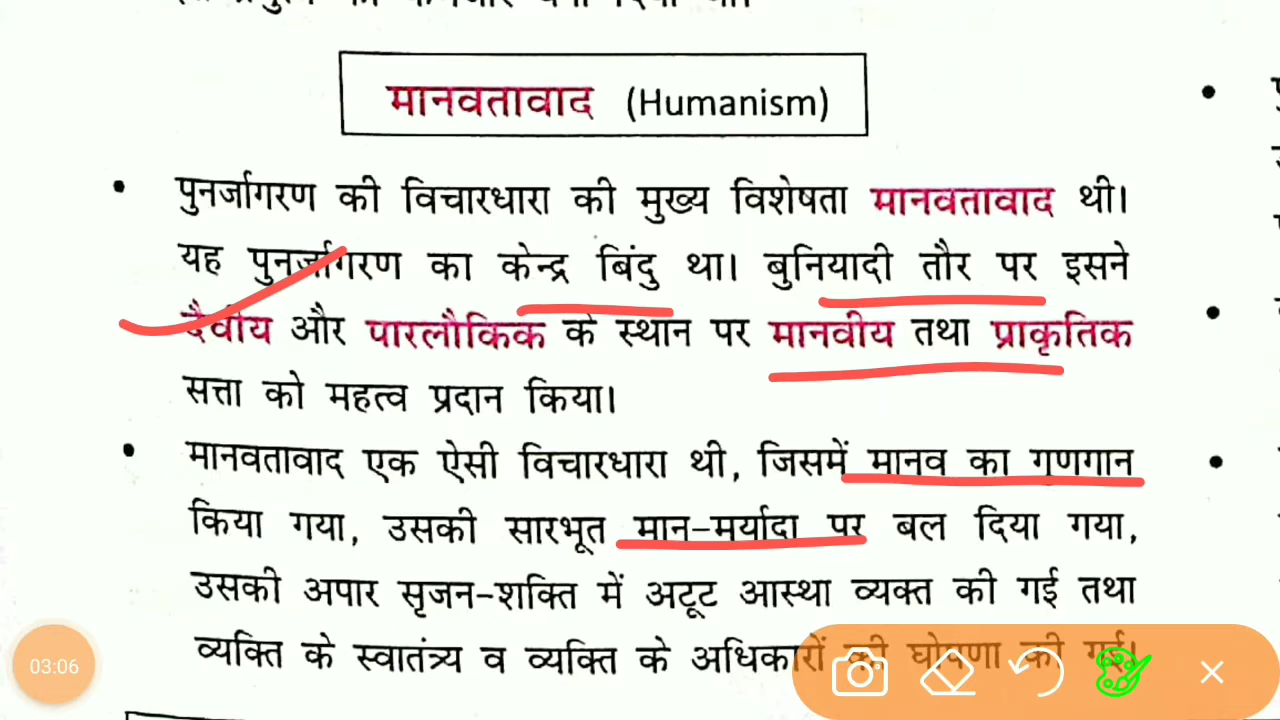 मानवतावाद (Humanism)
• पुनर्जागरण की विचारधारा की मुख्य विशेषता मानवतावाद थी।
यह पुनर्जागरण का केन्द्र बिंदु था। बुनियादी तौर पर इसने
दैवीय और पारलौकिक के स्थान पर मानवीय तथा प्राकृतिक
सत्ता को महत्व प्रदान किया।
• मानवतावाद एक ऐसी विचारधारा थी, जिसमें मानव का गुणगान
किया गया, उसकी सारभूत मान-मर्यादा पर बल दिया गया,
उसकी अपार सृजन-शक्ति में अटूट आस्था व्यक्त की गई तथा
व्यक्ति के स्वातंत्र्य व व्यक्ति के अधिकारों की घोषणा की गई।
03:06